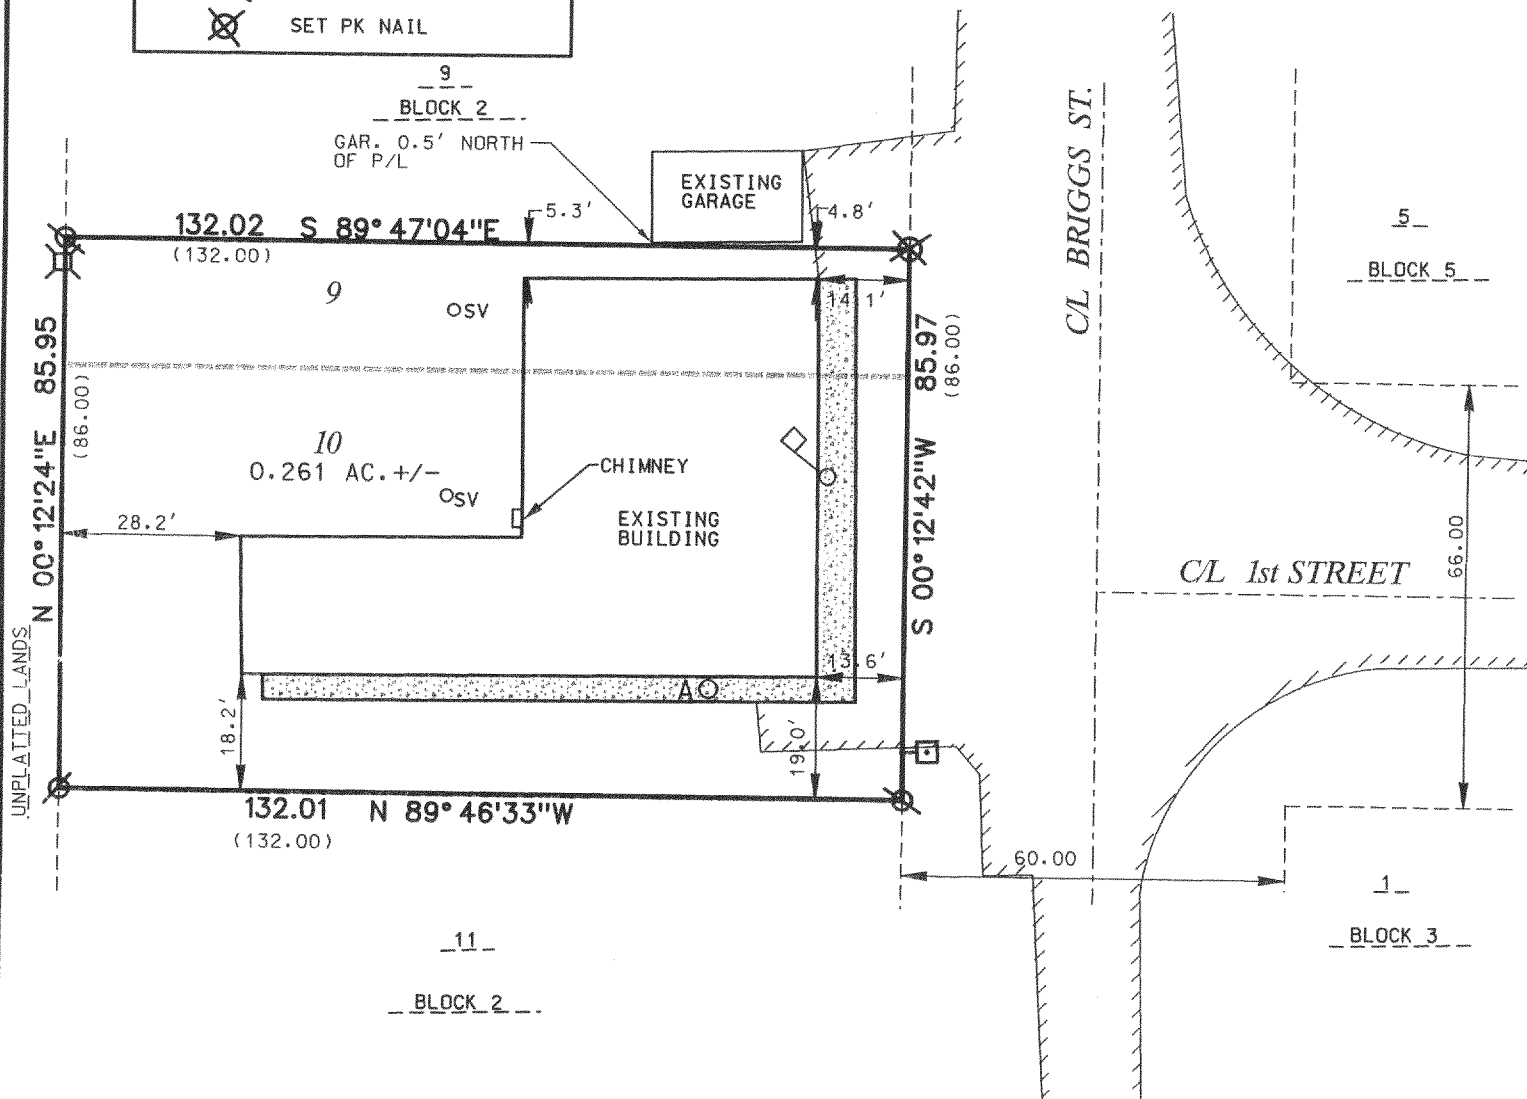 SET PK NAIL
9
BLOCK 2
GAR. 0.5' NORTH
OF P/L
EXISTING
GARAGE
C/L BRIGGS ST.
5.3'
4.8'
132.02 S 89°47'04"E
(132.00)
5
BLOCK 5
9
SV
14.1'
N 00°12'24"E 85.95
(86.00)
S 00°12'42"W 85.97
(86.00)
10
0.261 AC.+/-
SV
CHIMNEY
28.2'
EXISTING
BUILDING
C/L 1st STREET
66.00
UNPLATTED LANDS
13.6'
A
18.2'
19.0'
132.01 N 89°46'33"W
(132.00)
60.00
1
BLOCK 3
11
BLOCK 2